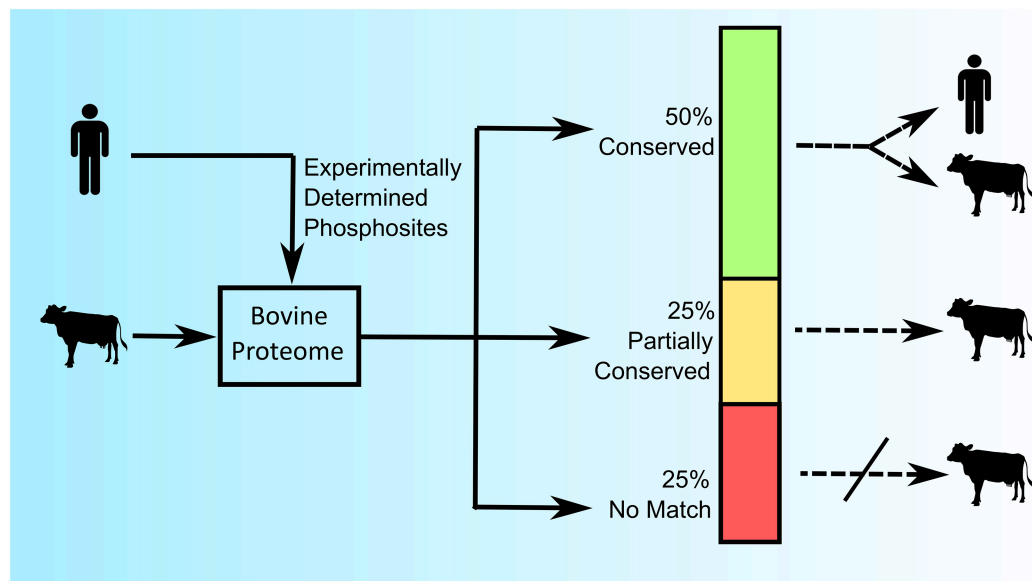 Experimentally
Determined
Phosphosites
Bovine
Proteome
50%
Conserved
25%
Partially
Conserved
25%
No Match